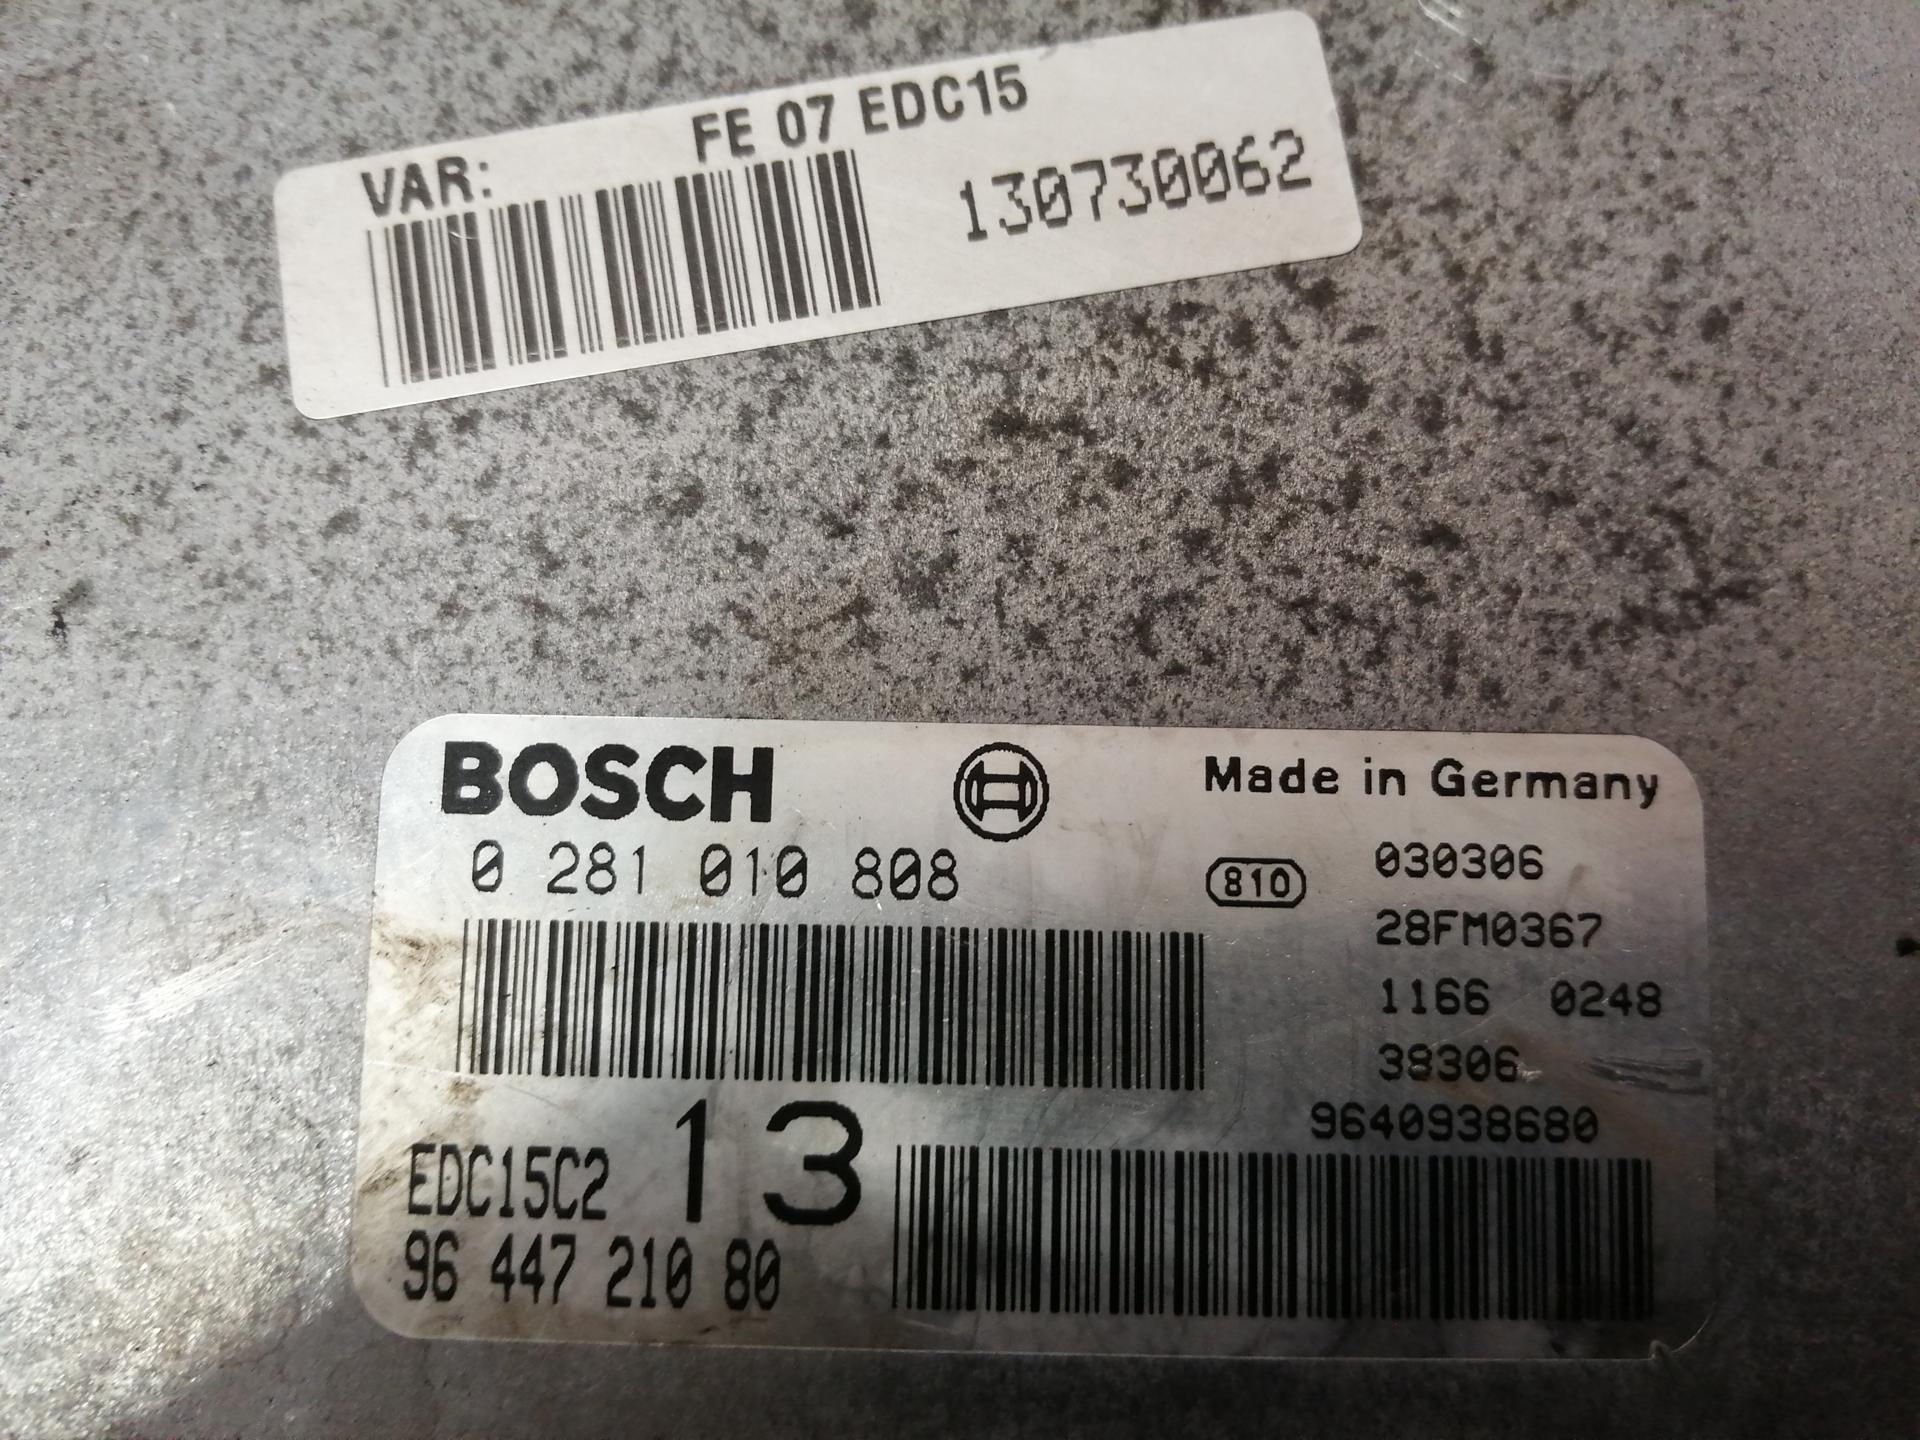 VAR: FE 07 EDC15
130730062
BOSCH Made in Germany
0 281 010 808 810 030306
28FM0367
1166 0248
38306
9640938680
EDC15C2 13
96 447 210 80